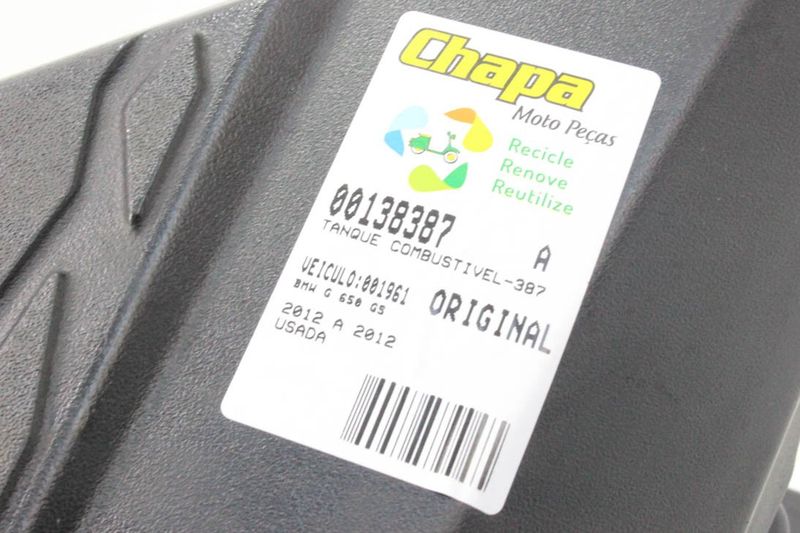 Chapa
Moto Peças
Recicle
Renove
Reutilize
00138387 A
TANQUE COMBUSTIVEL-387
VEICULO:001961 ORIGINAL
BMW G 650 GS
2012 A 2012
USADA